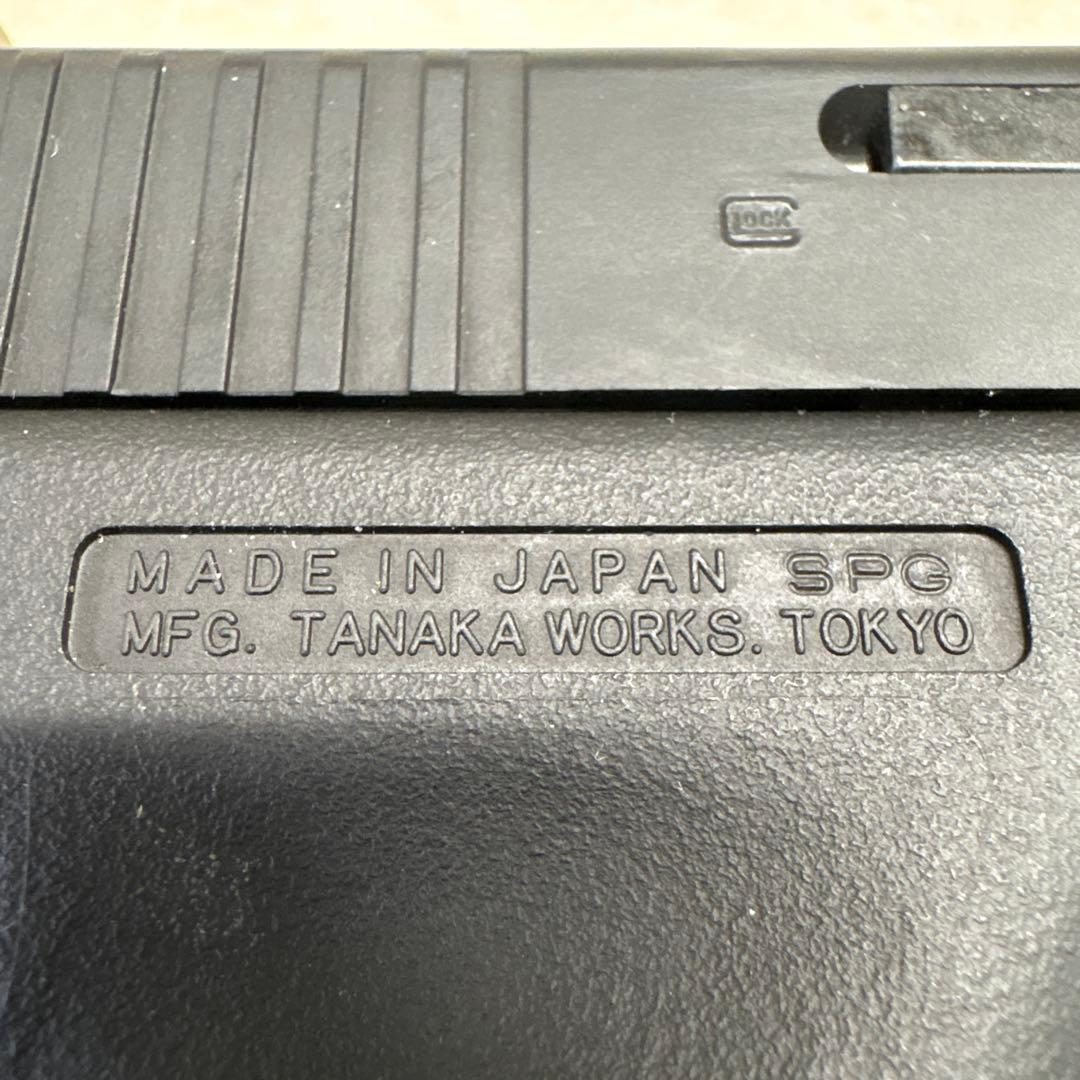 GLOCK
MADE IN JAPAN SPG
MFG. TANAKA WORKS. TOKYO